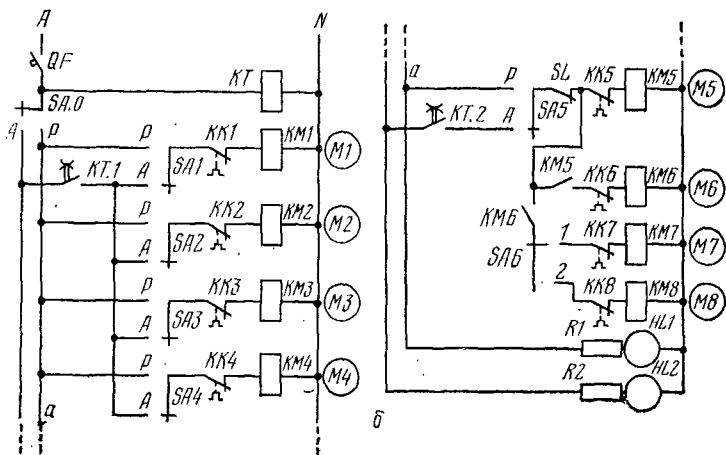 A N
QF
KT
SA.0
A P
P KK1 KM1 M1
KT.1 A SA1
P KK2 KM2 M2
A SA2
P KK3 KM3 M3
A SA3
P KK4 KM4 M4
A SA4
а
а P SL KK5 KM5 M5
KT.2 A SA5
KM5 KK6 KM6 M6
KM6 1 KK7 KM7 M7
SA6
2 KK8 KM8 M8
R1 HL1
R2 HL2
б